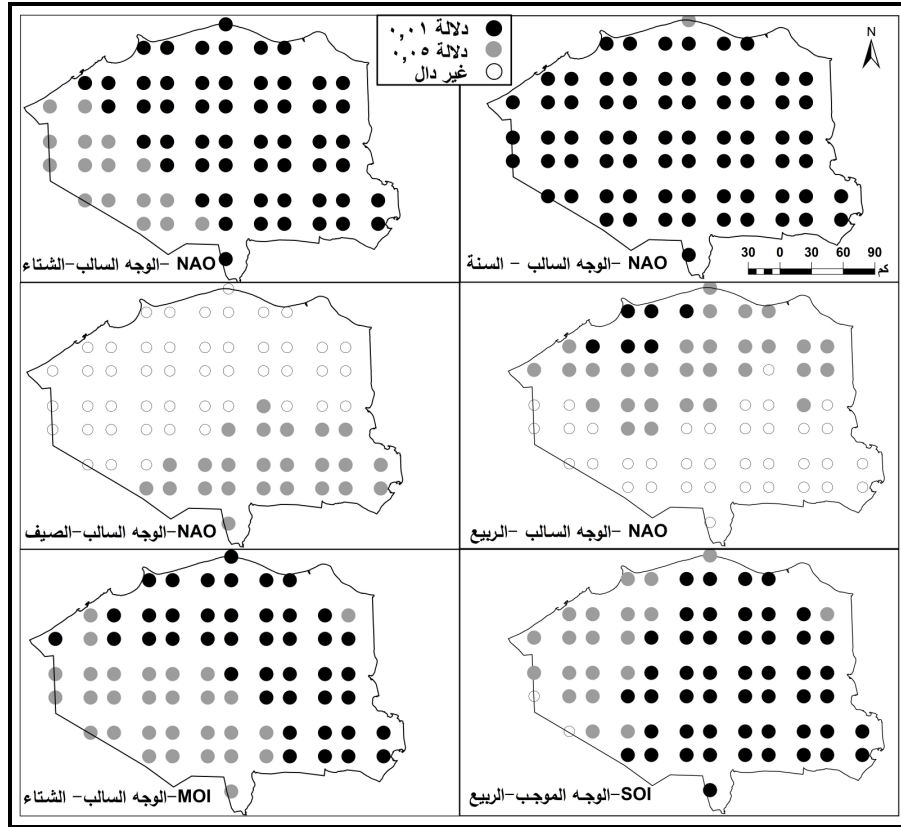 دلالة ٠,٠١
دلالة ٠,٠٥
غير دال
N
NAO -الوجه السالب - السنة
30 0 30 60 90
كم
NAO -الوجه السالب-الشتاء
NAO -الوجه السالب -الربيع
NAO-الوجه السالب-الصيف
SOI-الوجه الموجب-الربيع
MOI-الوجه السالب- الشتاء